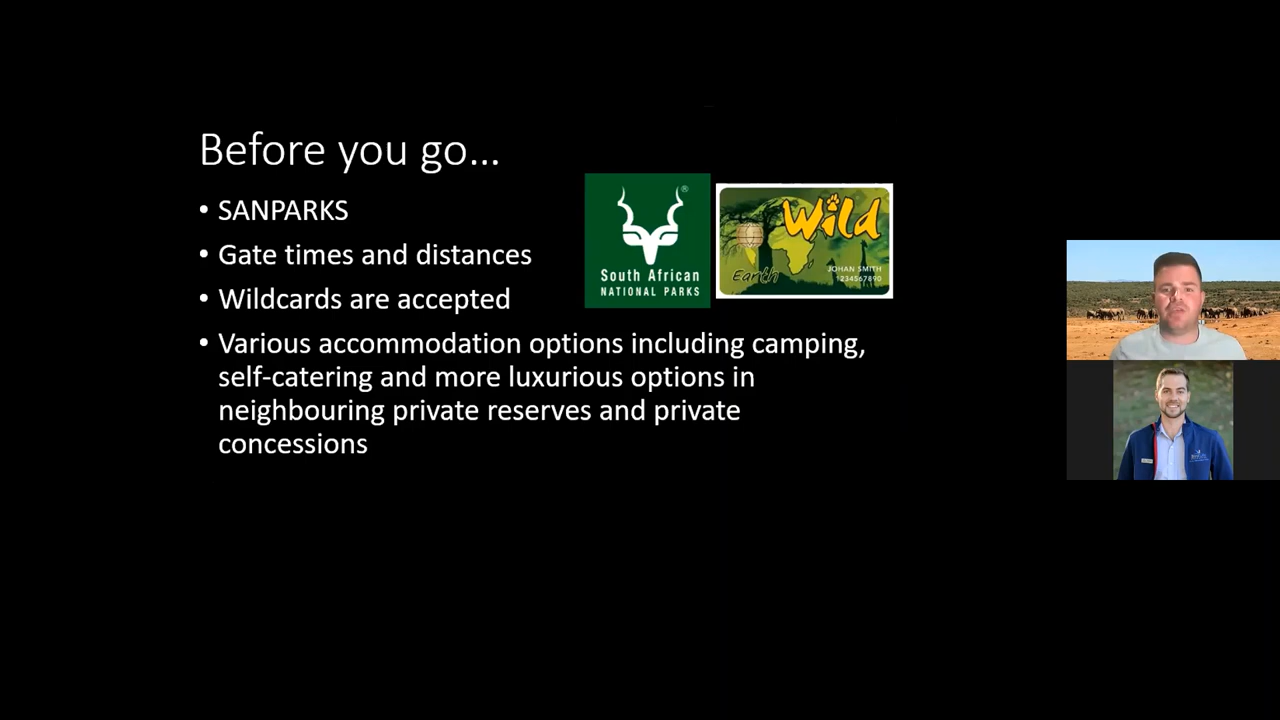 Before you go...
• SANPARKS
• Gate times and distances
• Wildcards are accepted
• Various accommodation options including camping,
self-catering and more luxurious options in
neighbouring private reserves and private
concessions
®
South African
NATIONAL PARKS
Wild
Earth
JOHAN SMITH
1234567890